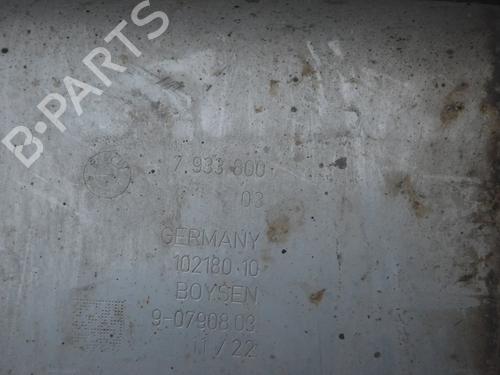 B-PARTS
7 933 600
03
GERMANY
102180·10
BOYSEN
9-07908.03
11/22